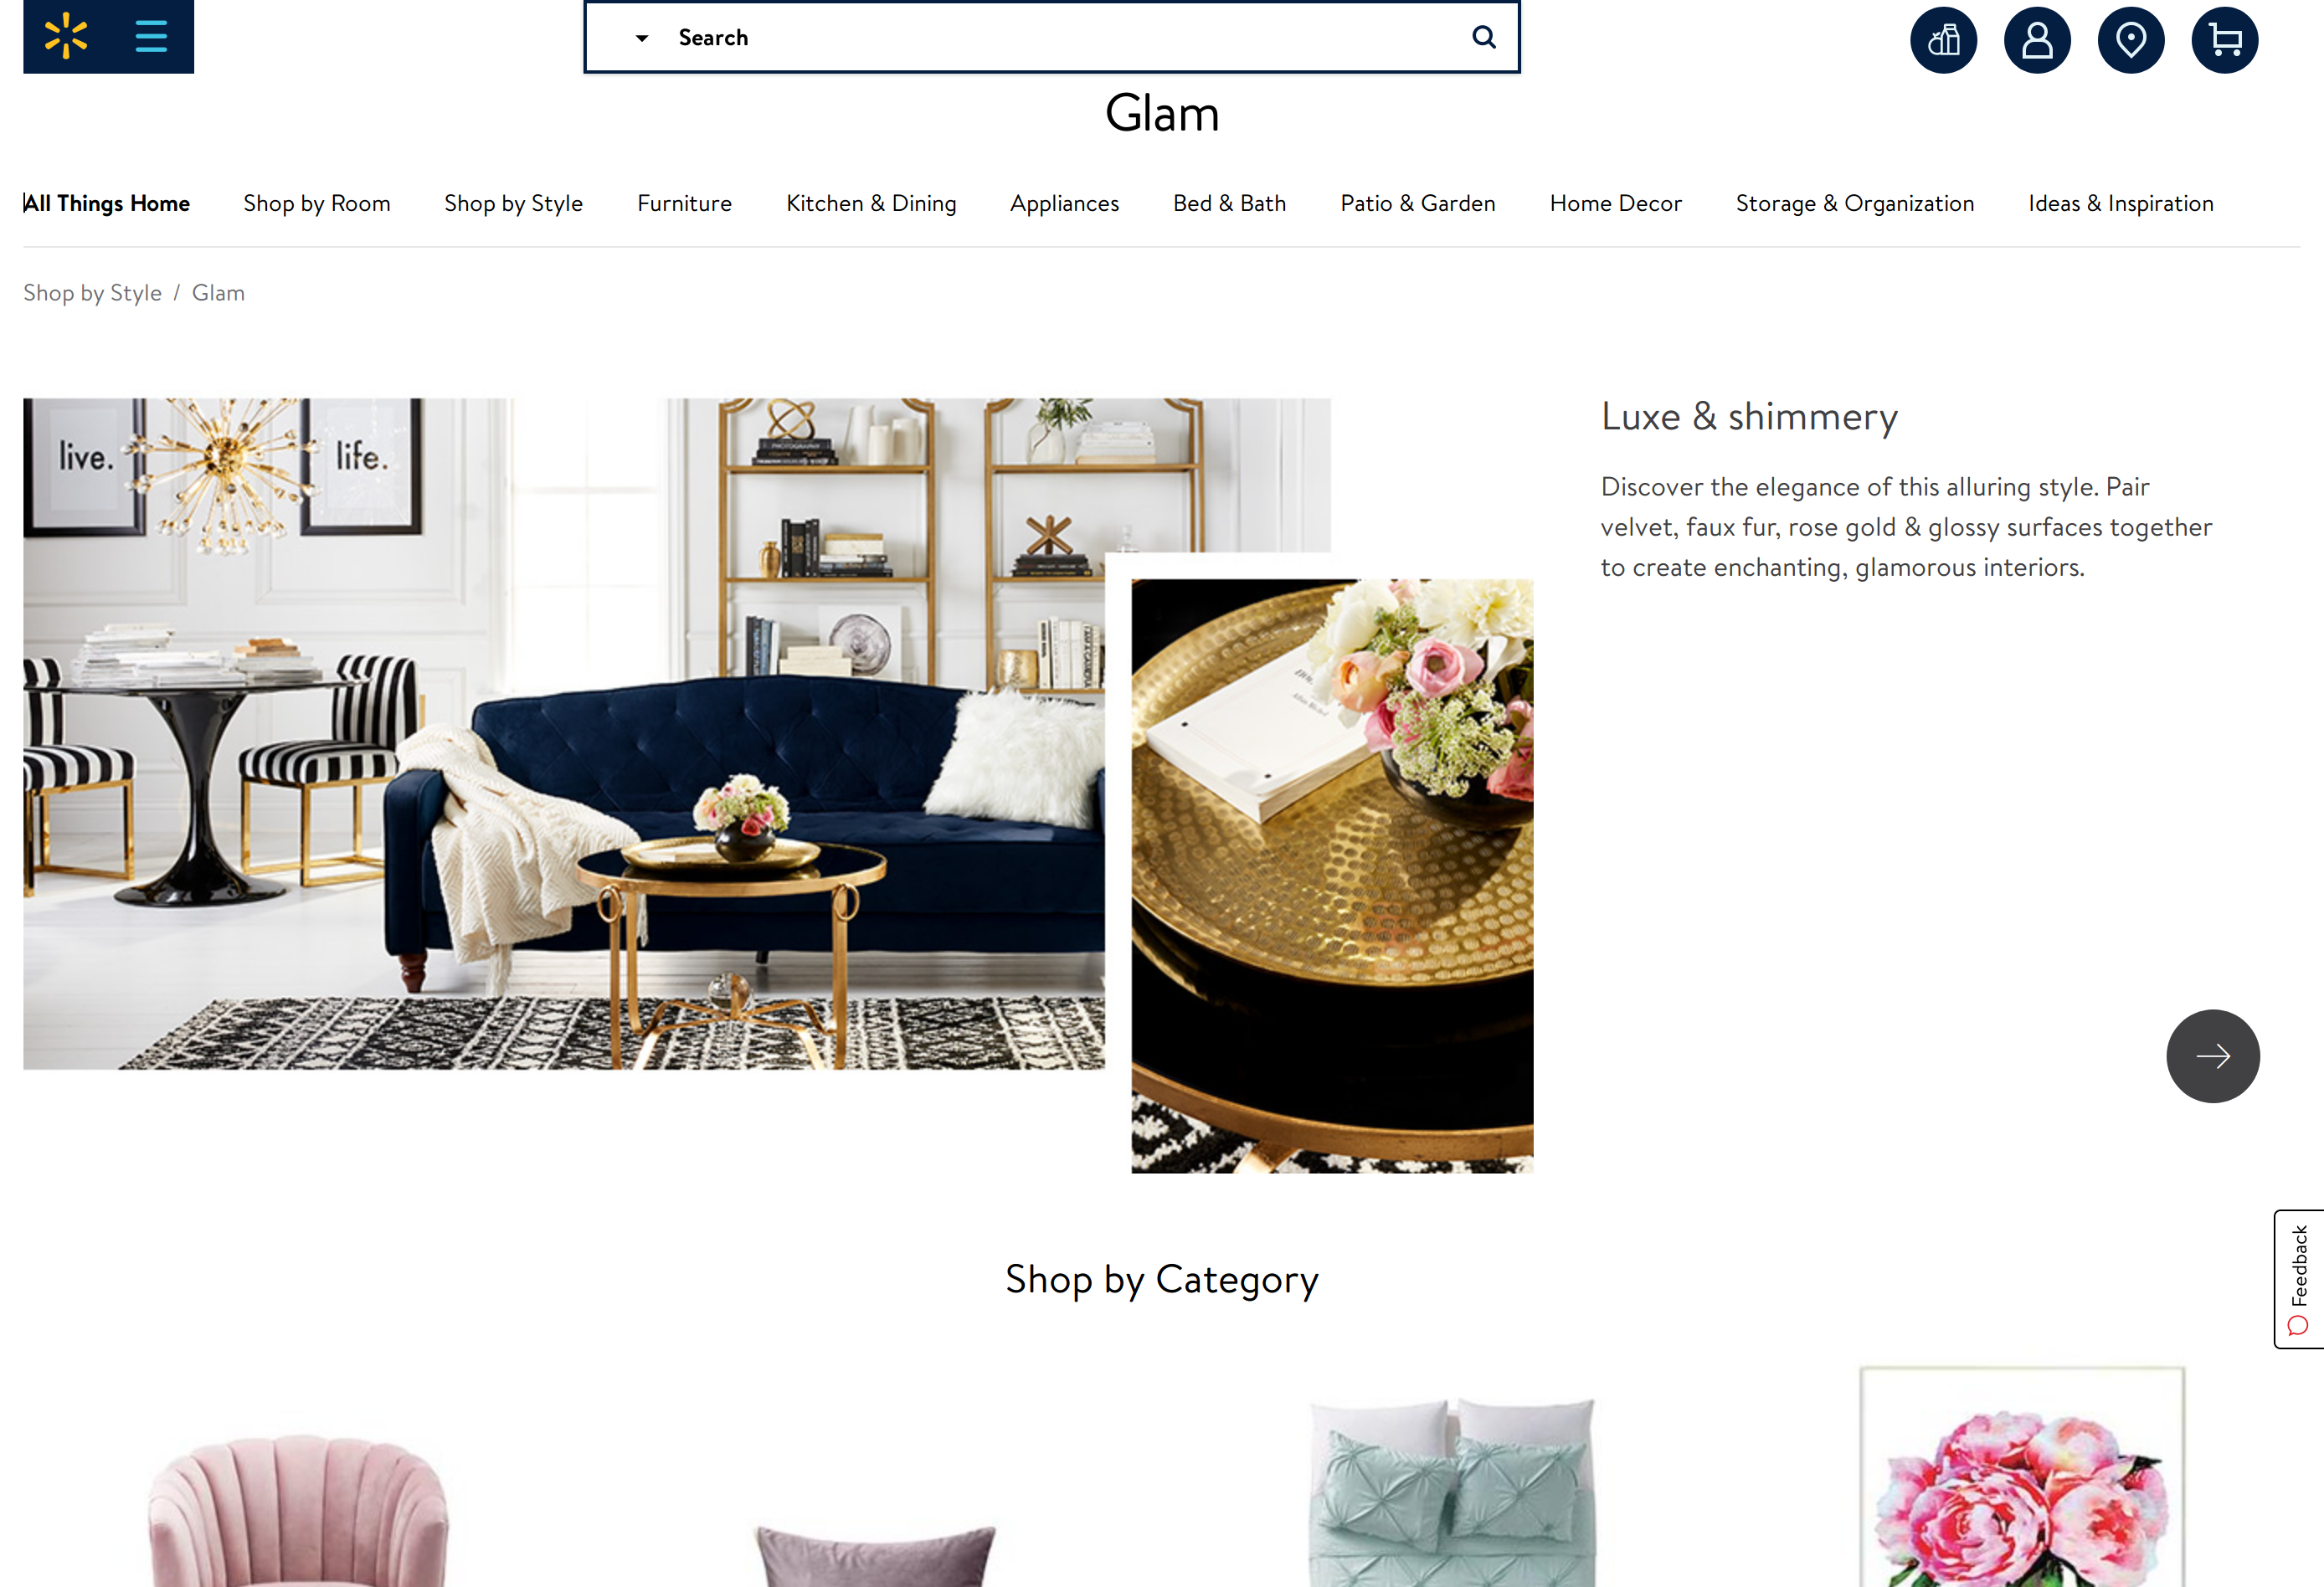 Search
Glam
All Things Home
Shop by Room
Shop by Style
Furniture
Kitchen & Dining
Appliances
Bed & Bath
Patio & Garden
Home Decor
Storage & Organization
Ideas & Inspiration
Shop by Style / Glam
live.
life.
PHOTOGRAPHY
Luxe & shimmery
Discover the elegance of this alluring style. Pair
velvet, faux fur, rose gold & glossy surfaces together
to create enchanting, glamorous interiors.
Feedback
Shop by Category